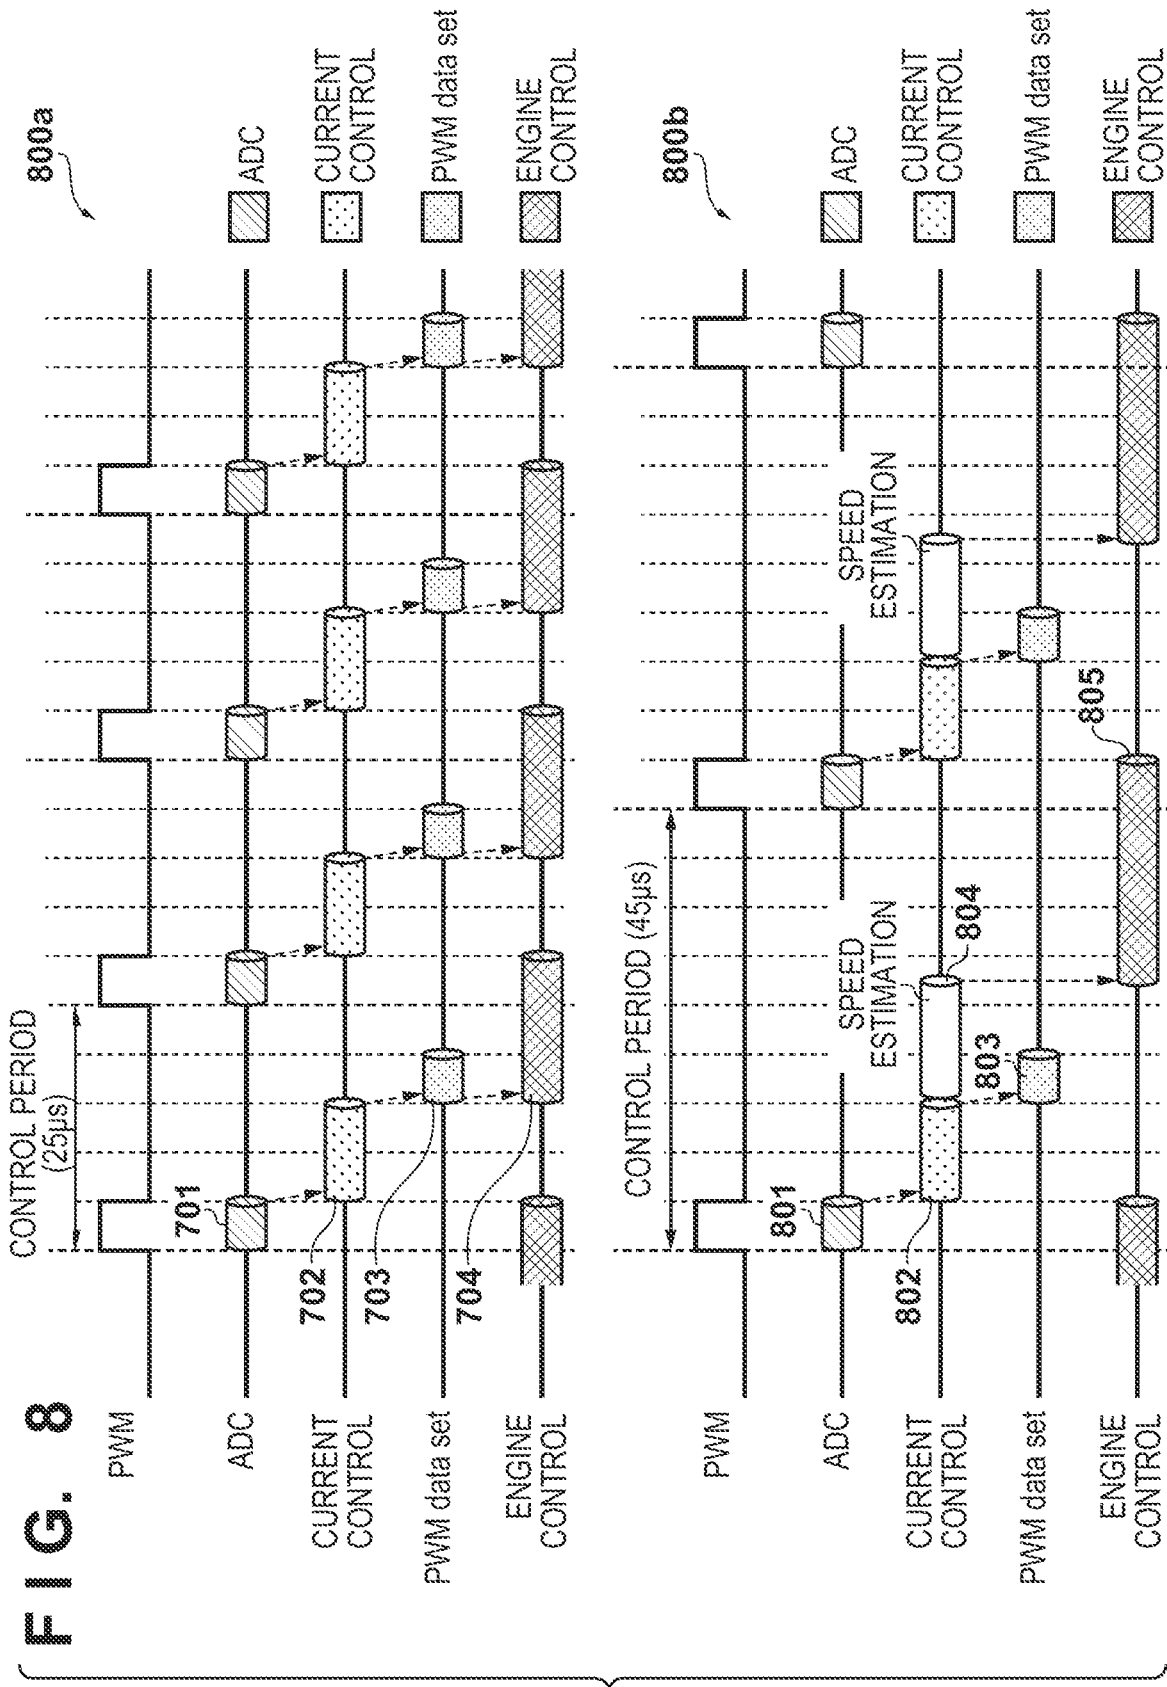 FIG. 8
800a
CONTROL PERIOD
(25µs)
PWM
ADC
701
ADC
CURRENT
CONTROL
702
CURRENT
CONTROL
PWM data set
703
PWM data set
ENGINE
CONTROL
704
ENGINE
CONTROL
800b
CONTROL PERIOD (45µs)
PWM
ADC
801
ADC
SPEED
ESTIMATION
SPEED
ESTIMATION
CURRENT
CONTROL
802
804
CURRENT
CONTROL
PWM data set
803
PWM data set
ENGINE
CONTROL
805
ENGINE
CONTROL